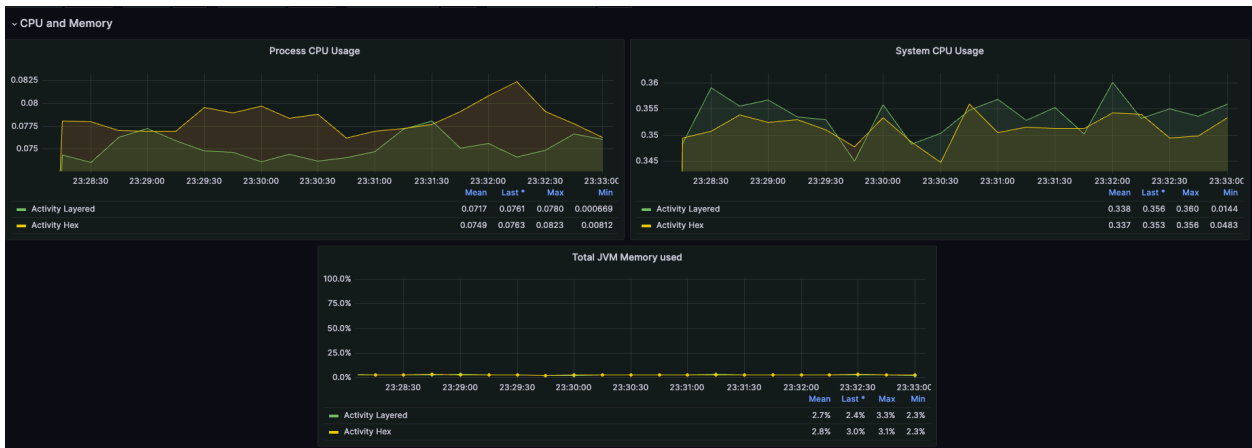 CPU and Memory
Process CPU Usage
0.0825
0.08
0.0775
0.075
23:28:30 23:29:00 23:29:30 23:30:00 23:30:30 23:31:00 23:31:30 23:32:00 23:32:30 23:33:00
Mean Last * Max Min
Activity Layered 0.0717 0.0761 0.0780 0.000669
Activity Hex 0.0749 0.0763 0.0823 0.00812
System CPU Usage
0.36
0.355
0.35
0.345
23:28:30 23:29:00 23:29:30 23:30:00 23:30:30 23:31:00 23:31:30 23:32:00 23:32:30 23:33:00
Mean Last * Max Min
Activity Layered 0.338 0.356 0.360 0.0144
Activity Hex 0.337 0.353 0.356 0.0483
Total JVM Memory used
100.0%
75.0%
50.0%
25.0%
0.0%
23:28:30 23:29:00 23:29:30 23:30:00 23:30:30 23:31:00 23:31:30 23:32:00 23:32:30 23:33:00
Mean Last * Max Min
Activity Layered 2.7% 2.4% 3.3% 2.3%
Activity Hex 2.8% 3.0% 3.1% 2.3%